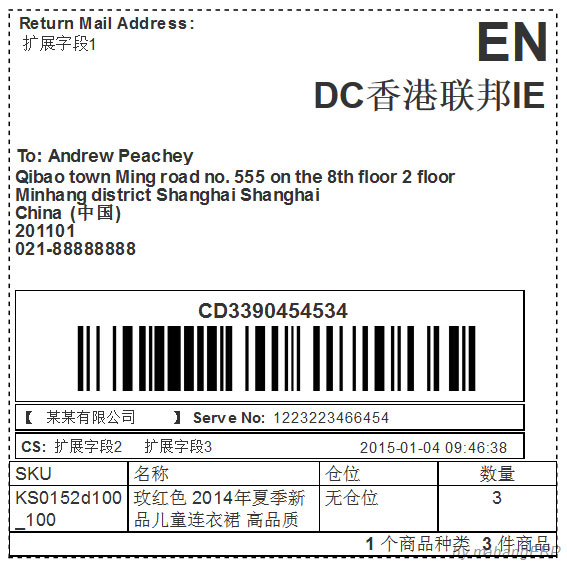 Return Mail Address:
扩展字段1
EN
DC香港联邦IE
To: Andrew Peachey
Qibao town Ming road no. 555 on the 8th floor 2 floor
Minhang district Shanghai Shanghai
China (中国)
201101
021-88888888
CD3390454534
【 某某有限公司 】 Serve No: 1223223466454
CS: 扩展字段2 扩展字段3 2015-01-04 09:46:38
SKU 名称 仓位 数量
KS0152d100 玫红色 2014年夏季新 无仓位 3
_100 品儿童连衣裙 高品质
1 个商品种类 3 件商品